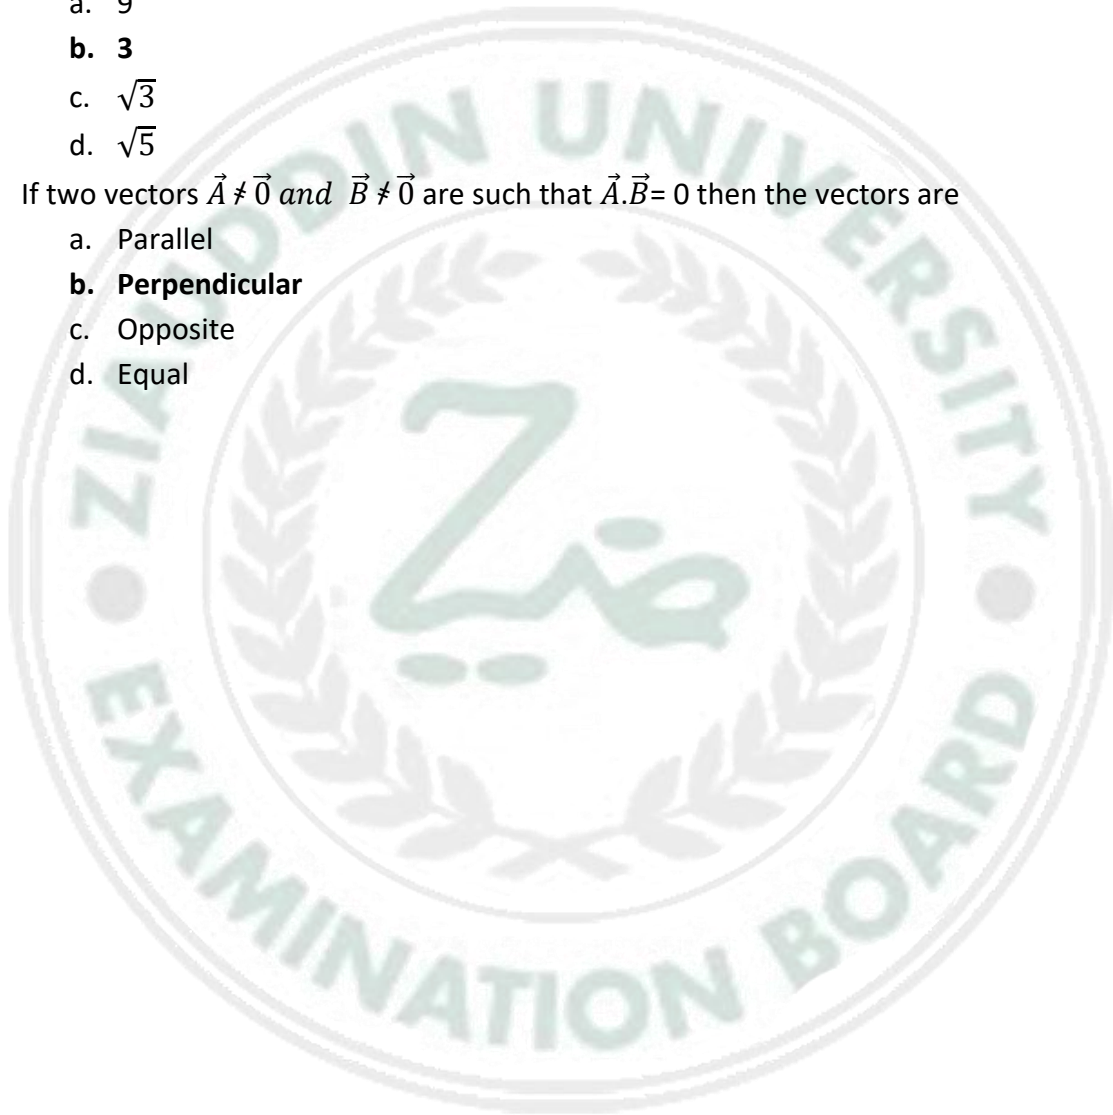 a. 9
b. 3
c. √3
d. √5
If two vectors A⃗ ≠ 0⃗ and B⃗ ≠ 0⃗ are such that A⃗.B⃗= 0 then the vectors are
a. Parallel
b. Perpendicular
c. Opposite
d. Equal
ZIAUDDIN UNIVERSITY
EXAMINATION BOARD